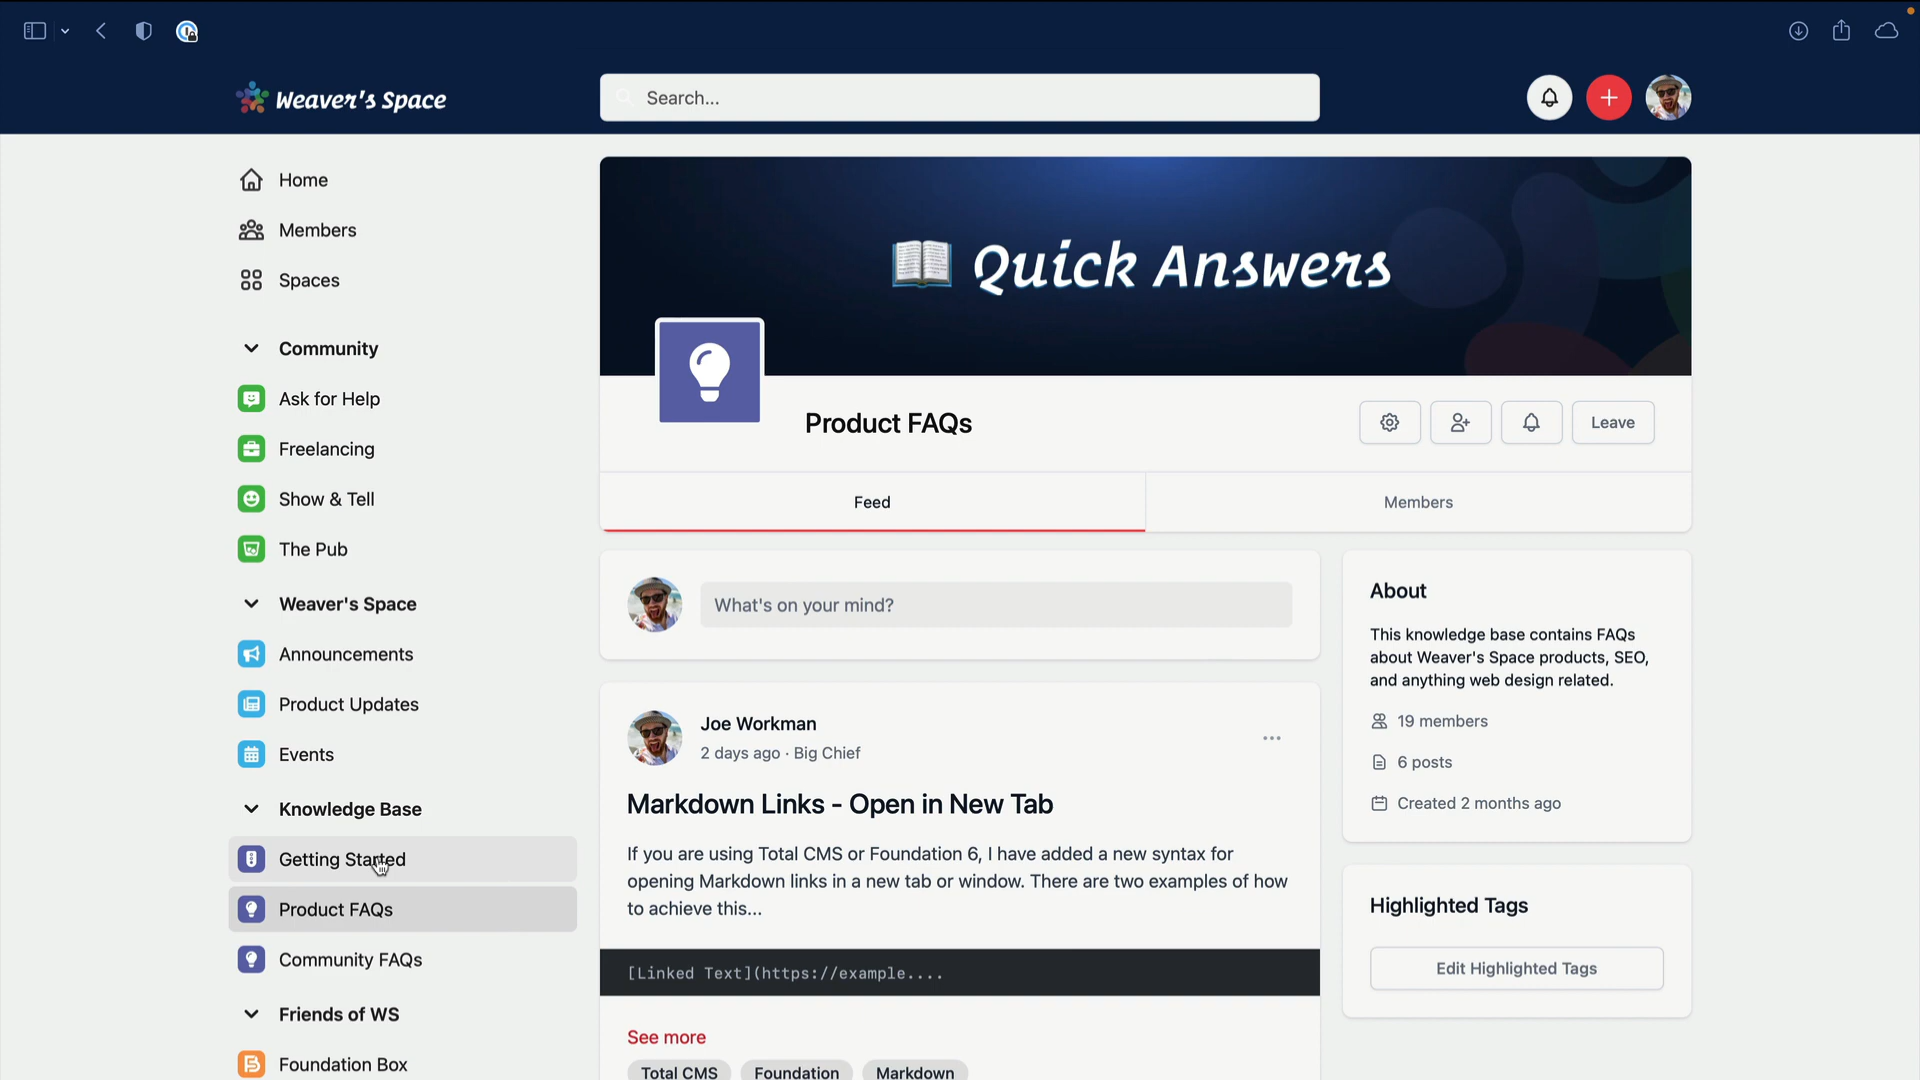 Weaver's Space
Search...
Home
Members
Spaces
Community
Ask for Help
Freelancing
Show & Tell
The Pub
Weaver's Space
Announcements
Product Updates
Events
Knowledge Base
Getting Started
Product FAQs
Community FAQs
Friends of WS
Foundation Box
Quick Answers
Product FAQs
Leave
Feed
Members
What's on your mind?
Joe Workman
2 days ago · Big Chief
Markdown Links - Open in New Tab
If you are using Total CMS or Foundation 6, I have added a new syntax for
opening Markdown links in a new tab or window. There are two examples of how
to achieve this...
[Linked Text](https://example....
See more
Total CMS
Foundation
Markdown
About
This knowledge base contains FAQs
about Weaver's Space products, SEO,
and anything web design related.
19 members
6 posts
Created 2 months ago
Highlighted Tags
Edit Highlighted Tags